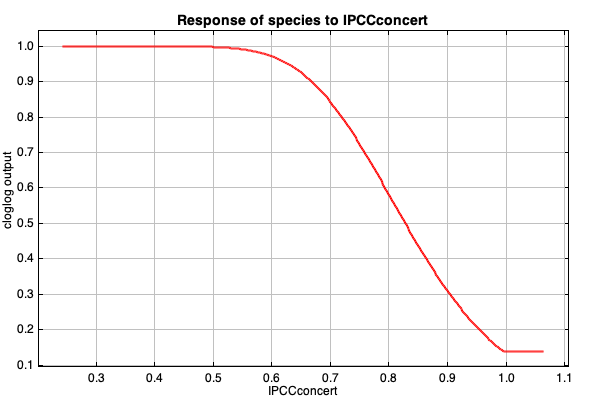 Response of species to IPCCconcert
cloglog output
1.0
0.9
0.8
0.7
0.6
0.5
0.4
0.3
0.2
0.1
0.3 0.4 0.5 0.6 0.7 0.8 0.9 1.0 1.1
IPCCconcert